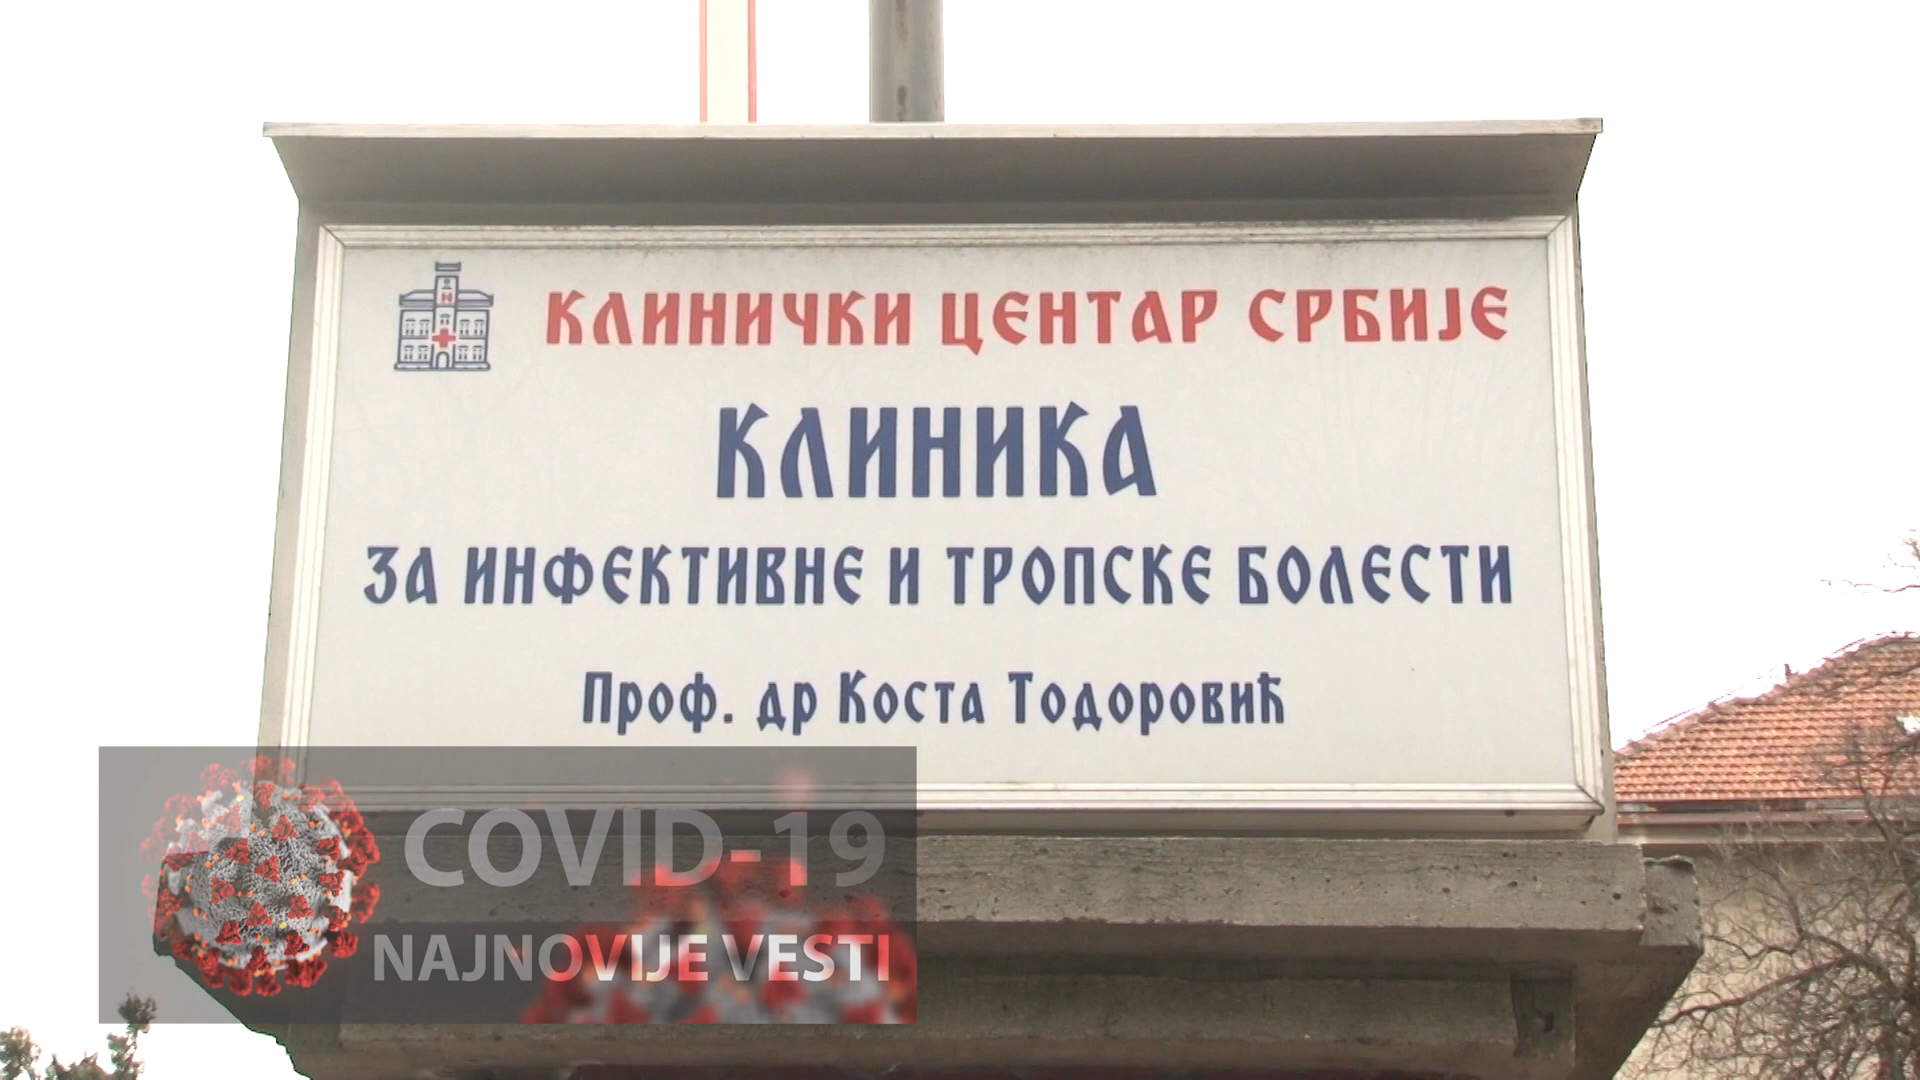 КЛИНИЧКИ ЦЕНТАР СРБИЈЕ
КЛИНИКА
ЗА ИНФЕКТИВНЕ И ТРОПСКЕ БОЛЕСТИ
Проф. др Коста Тодоровић
COVID-19
NAJNOVIJE VESTI